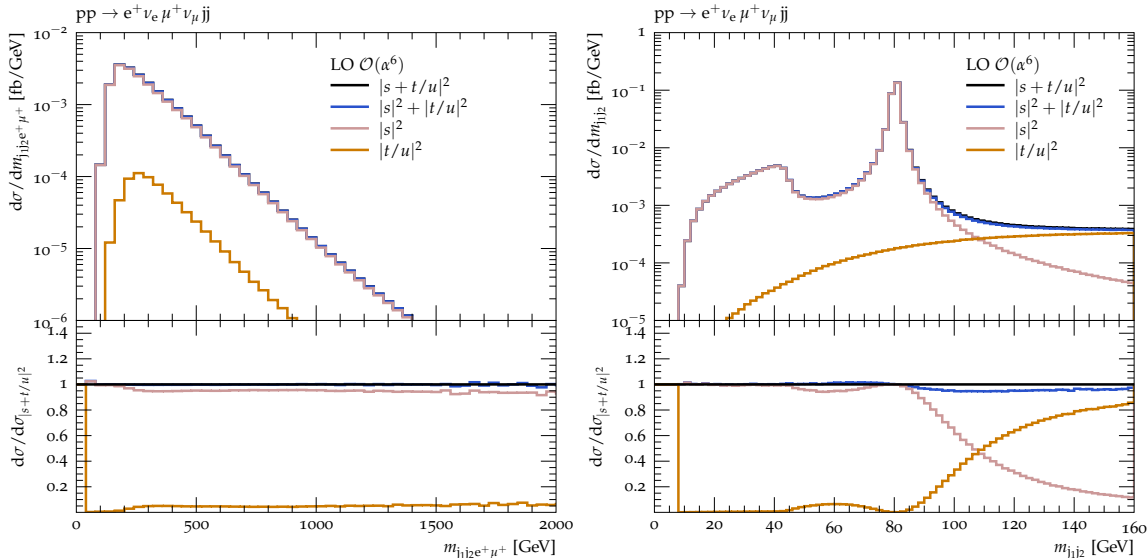 pp → e⁺ νₑ μ⁺ ν_μ jj
dσ/dm_{j₁j₂e⁺μ⁺} [fb/GeV]
10⁻²
10⁻³
10⁻⁴
10⁻⁵
10⁻⁶
LO 𝒪(α⁶)
|s + t/u|²
|s|² + |t/u|²
|s|²
|t/u|²
dσ/dσ_{|s+t/u|²}
1.4
1.2
1
0.8
0.6
0.4
0.2
0 500 1000 1500 2000
m_{j₁j₂e⁺μ⁺} [GeV]
pp → e⁺ νₑ μ⁺ ν_μ jj
dσ/dm_{j₁j₂} [fb/GeV]
1
10⁻¹
10⁻²
10⁻³
10⁻⁴
10⁻⁵
LO 𝒪(α⁶)
|s + t/u|²
|s|² + |t/u|²
|s|²
|t/u|²
dσ/dσ_{|s+t/u|²}
1.4
1.2
1
0.8
0.6
0.4
0.2
0 20 40 60 80 100 120 140 160
m_{j₁j₂} [GeV]